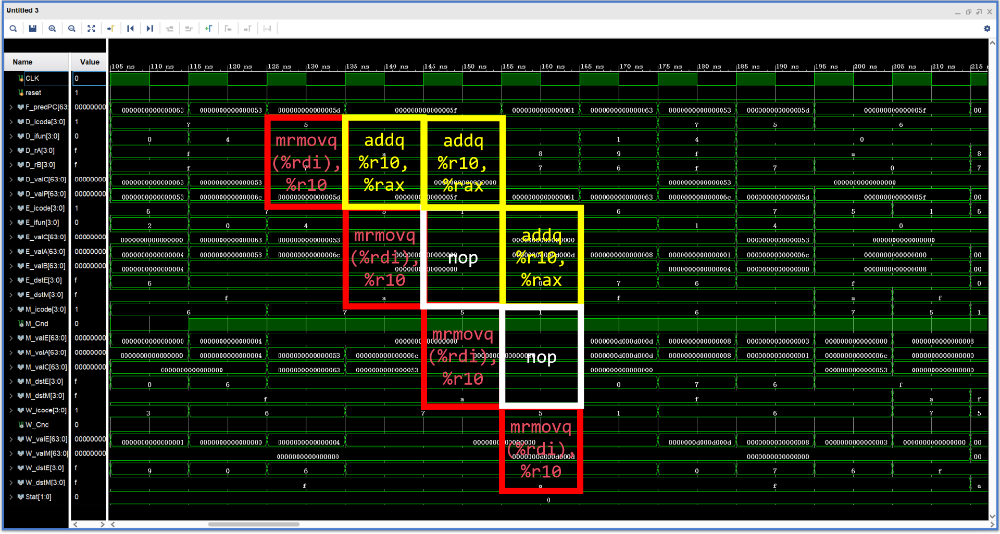 Untitled 3
Name Value
105 ns 110 ns 115 ns 120 ns 125 ns 130 ns 135 ns 140 ns 145 ns 150 ns 155 ns 160 ns 165 ns 170 ns 175 ns 180 ns 185 ns 190 ns 195 ns 200 ns 205 ns 210 ns 215
CLK 0
reset 1
F_predPC[63: 00000000 0000000000000063 0000000000000053 000000000000005d 000000000000005f 0000000000000061 0000000000000063 0000000000000053 000000000000005d 000000000000005f 00
D_icode[3:0] 1 7 5 7 5 6
D_ifun[3:0] 0 0 4 1 4 0
D_rA[3:0] f f a 8 9 f a 8
D_rB[3:0] f f 7 6 f 7 0 7
D_valC[63:0] 00000000 0000000000000063 0000000000000053 0000000000000000 0000000000000053 0000000000000000
D_valP[63:0] 00000000 0000000000000053 000000000000006c 000000000000005d 000000000000005f 0000000000000061 0000000000000063 000000000000006c 000000000000005d 000000000000005f 00
E_icode[3:0] 1 6 7 5 1 6 7 5 1 6
E_ifun[3:0] 0 2 0 4 1 4 0
E_valC[63:0] 00000000 0000000000000000 0000000000000063 0000000000000053 0000000000000000 0000000000000053 0000000000000000
E_valA[63:0] 00000000 0000000000000004 0000000000000053 000000000000006c 0000000000000000 0000000d000d000d 0000000000000008 0000000000000001 000000000000006c 0000000000000000 00
E_valB[63:0] 00000000 0000000000000004 0000000000000000 0000000000000004 0000000000000000 0000000000000008 00
E_dstE[3:0] f 6 0 7 6 f 0
E_dstM[3:0] f f a f a f
M_icode[3:0] 1 6 7 5 1 6 7 5 1
M_Cnd 0
M_valE[63:0] 00000000 0000000000000000 0000000000000004 0000000000000000 0000000d000d000d 0000000000000008 0000000000000003 0000000000000000 0000000000000008
M_valA[63:0] 00000000 0000000000000000 0000000000000004 0000000000000053 000000000000006c 0000000000000000 0000000d000d000d 0000000000000008 0000000000000001 000000000000006c 0000000000000000
M_valC[63:0] 00000000 0000000000000000 0000000000000063 0000000000000053 0000000000000000 0000000000000053 0000000000000000
M_dstE[3:0] f 0 6 0 7 6 f
M_dstM[3:0] f f a f a f
W_icode[3:0] 1 3 6 7 5 1 6 7 5
W_Cnd 0
W_valE[63:0] 00000000 0000000000000001 0000000000000000 0000000000000004 0000000000000000 0000000d000d000d 0000000000000008 0000000000000003 0000000000000000 00
W_valM[63:0] 00000000 0000000000000000 0000000d000d000d 0000000000000000 00
W_dstE[3:0] f 9 0 6 0 7 6 f
W_dstM[3:0] f f a f a
Stat[1:0] 0 0
mrmovq
(%rdi),
%r10
addq
%r10,
%rax
addq
%r10,
%rax
mrmovq
(%rdi),
%r10
nop
addq
%r10,
%rax
mrmovq
(%rdi),
%r10
nop
mrmovq
(%rdi),
%r10